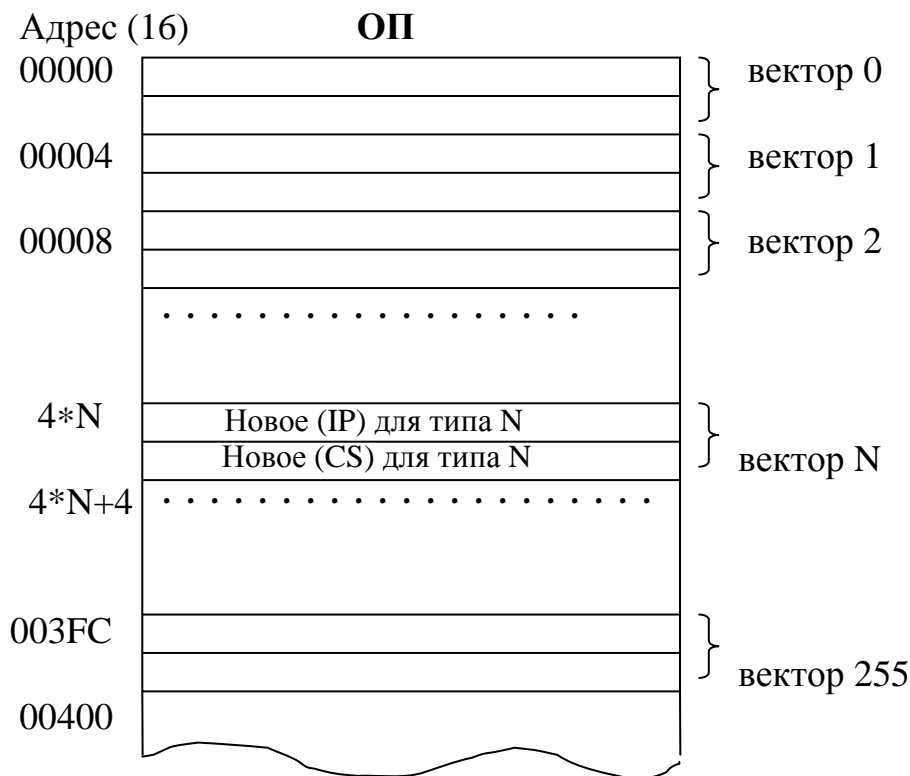 Адрес (16) ОП
00000 вектор 0
00004 вектор 1
00008 вектор 2
. . . . . . . . . . . . . . . . . .
4*N Новое (IP) для типа N
Новое (CS) для типа N вектор N
4*N+4 . . . . . . . . . . . . . . . . . . . . .
003FC
вектор 255
00400